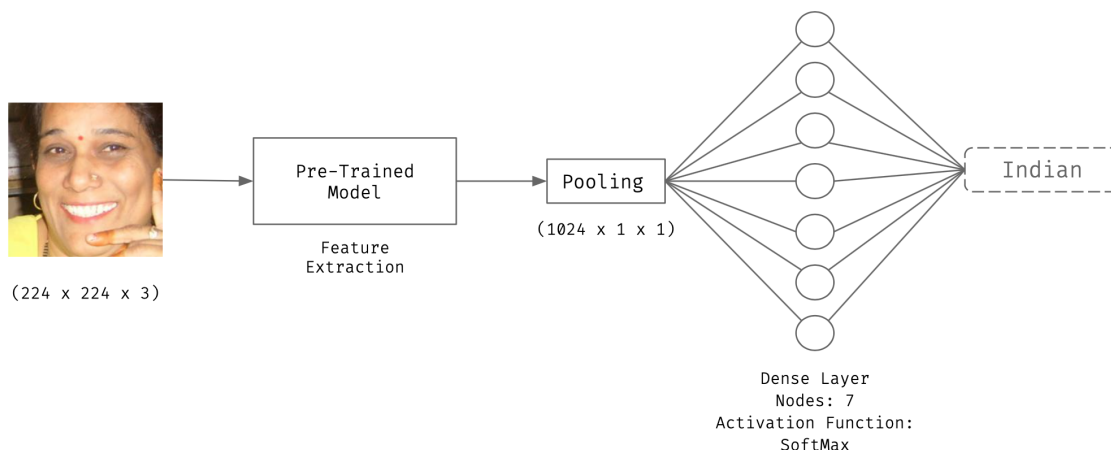 (224 x 224 x 3)
Pre-Trained
Model
Feature
Extraction
Pooling
(1024 x 1 x 1)
Dense Layer
Nodes: 7
Activation Function:
SoftMax
Indian